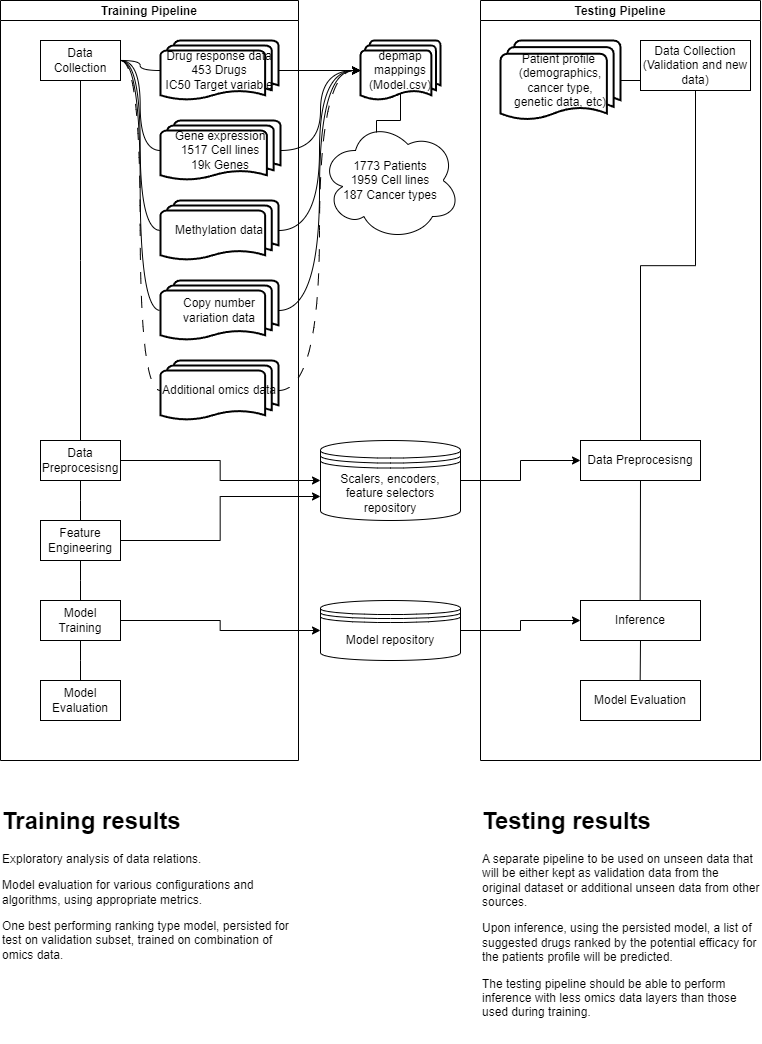 Training Pipeline
Testing Pipeline
Data
Collection
Drug response data
453 Drugs
IC50 Target variable
depmap
mappings
(Model.csv)
Patient profile
(demographics,
cancer type,
genetic data, etc)
Data Collection
(Validation and new
data)
Gene expression
1517 Cell lines
19k Genes
1773 Patients
1959 Cell lines
187 Cancer types
Methylation data
Copy number
variation data
Additional omics data
Data
Preprocesisng
Scalers, encoders,
feature selectors
repository
Data Preprocesisng
Feature
Engineering
Model
Training
Model repository
Inference
Model
Evaluation
Model Evaluation
Training results
Exploratory analysis of data relations.
Model evaluation for various configurations and
algorithms, using appropriate metrics.
One best performing ranking type model, persisted for
test on validation subset, trained on combination of
omics data.
Testing results
A separate pipeline to be used on unseen data that
will be either kept as validation data from the
original dataset or additional unseen data from other
sources.
Upon inference, using the persisted model, a list of
suggested drugs ranked by the potential efficacy for
the patients profile will be predicted.
The testing pipeline should be able to perform
inference with less omics data layers than those
used during training.